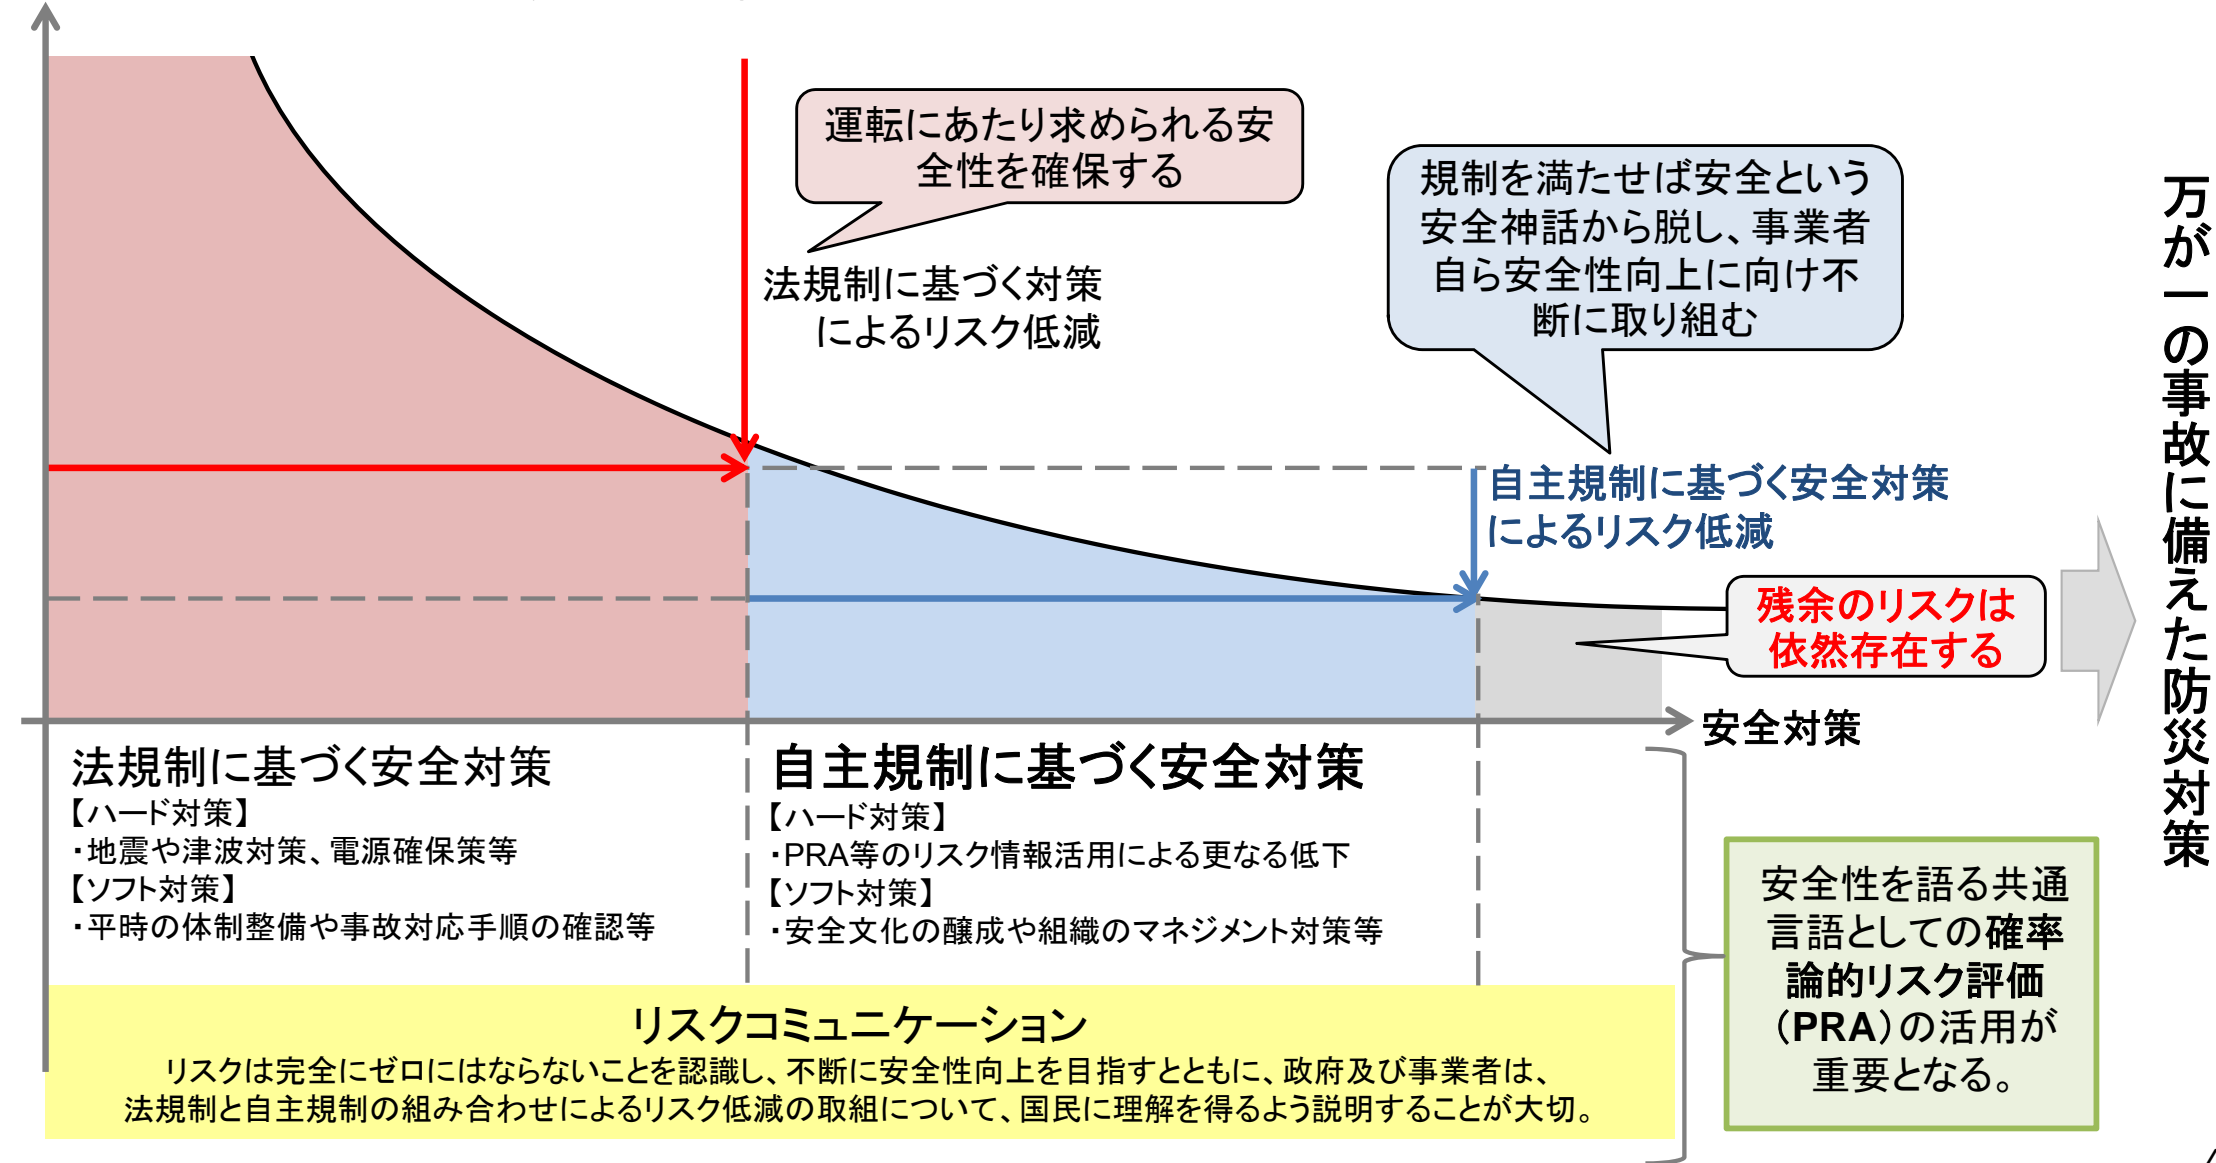 運転にあたり求められる安
全性を確保する
法規制に基づく対策
によるリスク低減
規制を満たせば安全という
安全神話から脱し、事業者
自ら安全性向上に向け不
断に取り組む
自主規制に基づく安全対策
によるリスク低減
残余のリスクは
依然存在する
安全対策
万が一の事故に備えた防災対策
法規制に基づく安全対策
【ハード対策】
・地震や津波対策、電源確保策等
【ソフト対策】
・平時の体制整備や事故対応手順の確認等
自主規制に基づく安全対策
【ハード対策】
・PRA等のリスク情報活用による更なる低下
【ソフト対策】
・安全文化の醸成や組織のマネジメント対策等
安全性を語る共通
言語としての確率
論的リスク評価
（PRA）の活用が
重要となる。
リスクコミュニケーション
リスクは完全にゼロにはならないことを認識し、不断に安全性向上を目指すとともに、政府及び事業者は、
法規制と自主規制の組み合わせによるリスク低減の取組について、国民に理解を得るよう説明することが大切。